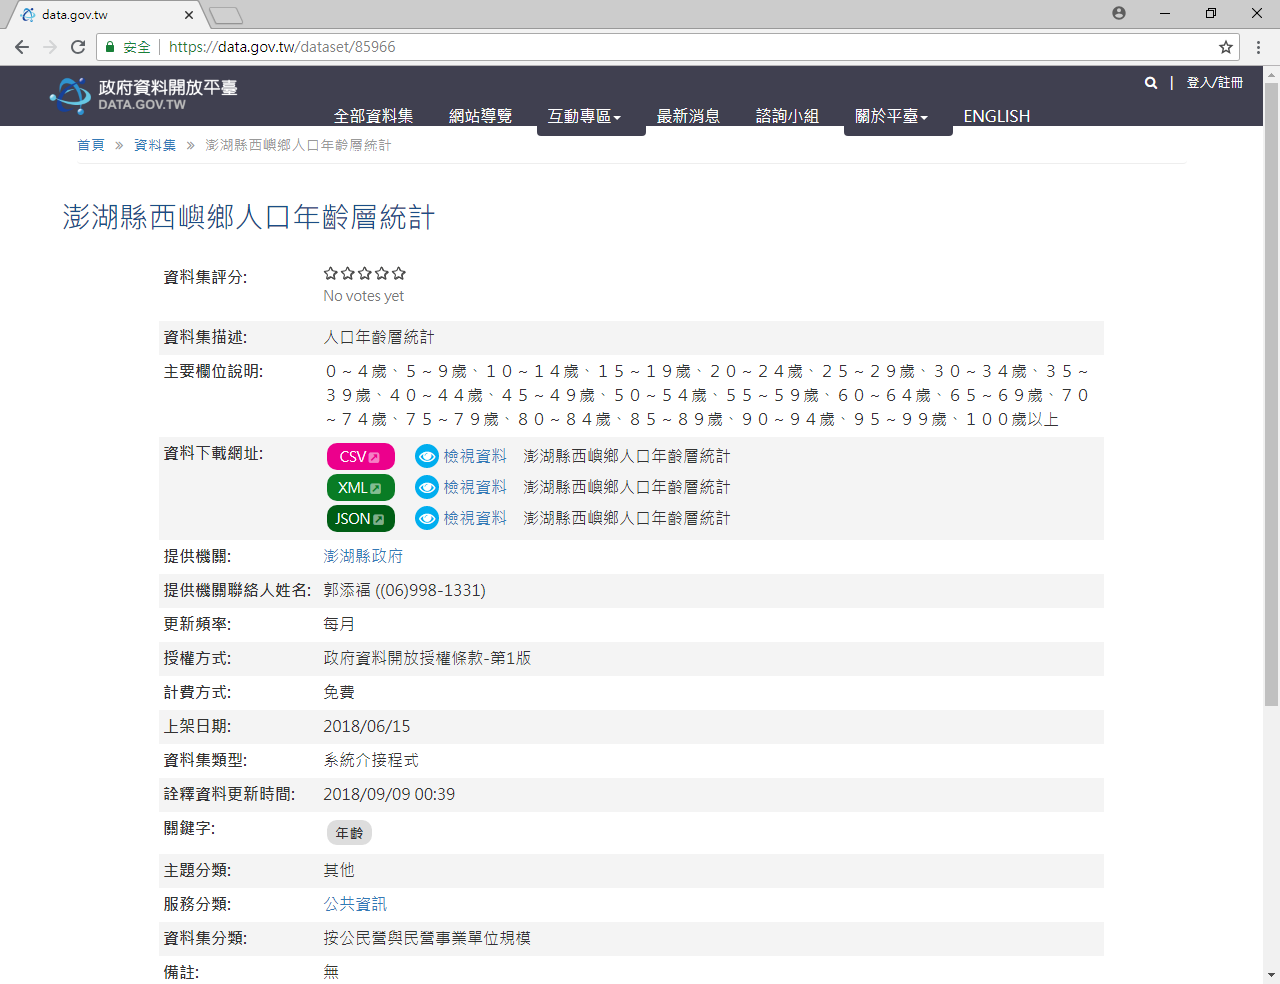 data.gov.tw
安全 | https://data.gov.tw/dataset/85966
政府資料開放平臺
DATA.GOV.TW
| 登入/註冊
全部資料集 網站導覽 互動專區 最新消息 諮詢小組 關於平臺 ENGLISH
首頁 » 資料集 » 澎湖縣西嶼鄉人口年齡層統計
澎湖縣西嶼鄉人口年齡層統計
資料集評分:
No votes yet
資料集描述: 人口年齡層統計
主要欄位說明: ０～４歲、５～９歲、１０～１４歲、１５～１９歲、２０～２４歲、２５～２９歲、３０～３４歲、３５～
３９歲、４０～４４歲、４５～４９歲、５０～５４歲、５５～５９歲、６０～６４歲、６５～６９歲、７０
～７４歲、７５～７９歲、８０～８４歲、８５～８９歲、９０～９４歲、９５～９９歲、１００歲以上
資料下載網址: CSV 檢視資料 澎湖縣西嶼鄉人口年齡層統計
XML 檢視資料 澎湖縣西嶼鄉人口年齡層統計
JSON 檢視資料 澎湖縣西嶼鄉人口年齡層統計
提供機關: 澎湖縣政府
提供機關聯絡人姓名: 郭添福 ((06)998-1331)
更新頻率: 每月
授權方式: 政府資料開放授權條款-第1版
計費方式: 免費
上架日期: 2018/06/15
資料集類型: 系統介接程式
詮釋資料更新時間: 2018/09/09 00:39
關鍵字: 年齡
主題分類: 其他
服務分類: 公共資訊
資料集分類: 按公民營與民營事業單位規模
備註: 無